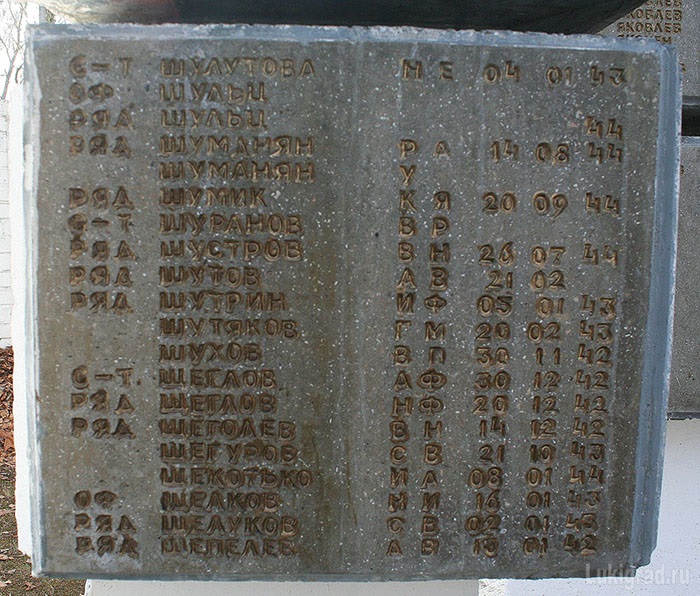 ЯКОВЛЕВ
ЯКОВЛЕВ
С-Т ШУЛУТОВА Н Е 04 01 43
ОФ ШУЛЬЦ
РЯД ШУЛЬЦ 44
РЯД ШУМАНЯН Р А 14 08 44
ШУМАНЯН У
РЯД ШУМИК К Я 20 09 44
С-Т ШУРАНОВ В Р
РЯД ШУСТРОВ В Н 26 07 44
РЯД ШУТОВ А В 21 02
РЯД ШУТРИН И Ф 05 01 43
ШУТЯКОВ Г М 20 02 43
ШУХОВ В П 30 11 42
С-Т ЩЕГЛОВ А Ф 30 12 42
РЯД ЩЕГЛОВ Н Ф 20 12 42
РЯД ЩЕГОЛЕВ В Н 14 12 42
ЩЕГУРОВ С В 21 10 43
ЩЕКОТЬКО И А 08 01 44
ОФ ЩЕЛКОВ Н И 16 01 43
РЯД ЩЕЛУКОВ С В 02 01 43
РЯД ЩЕПЕЛЕВ А Я 15 01 42
Lukigrad.ru